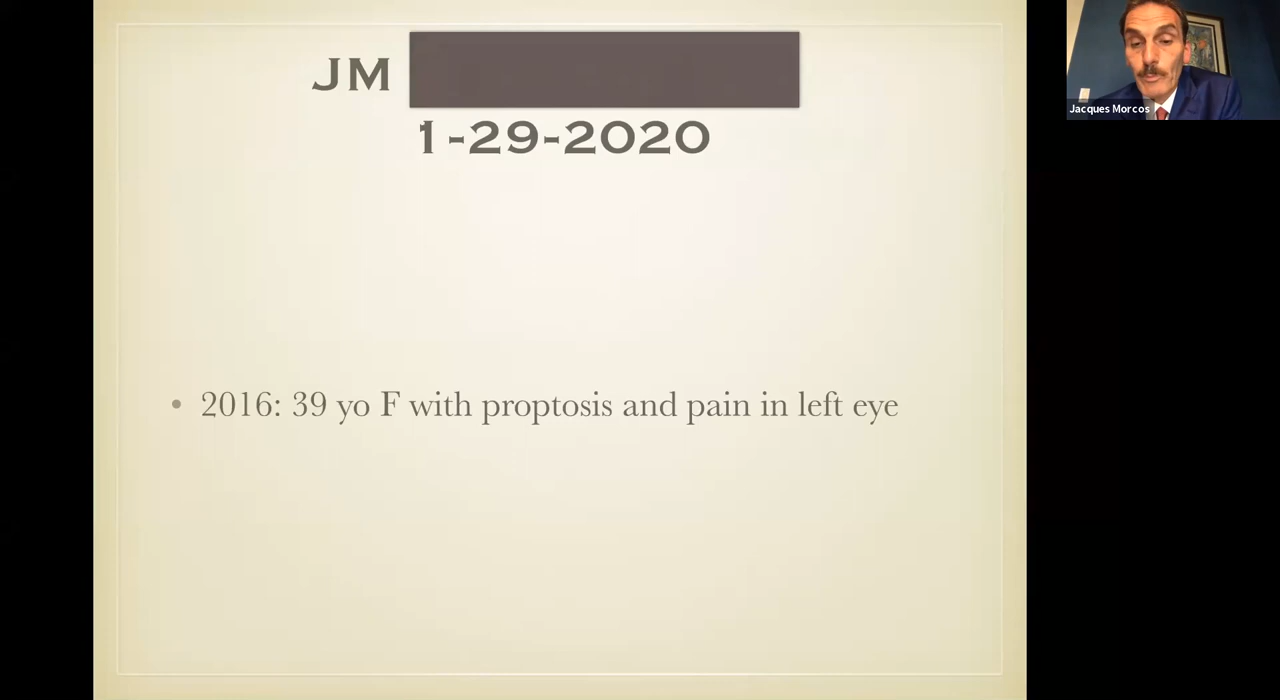 JM
1-29-2020
• 2016: 39 yo F with proptosis and pain in left eye
Jacques Morcos